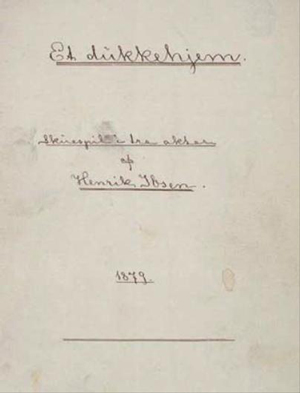 Et dukkehjem.
Skuespil i tre akter
af
Henrik Ibsen.
1879.